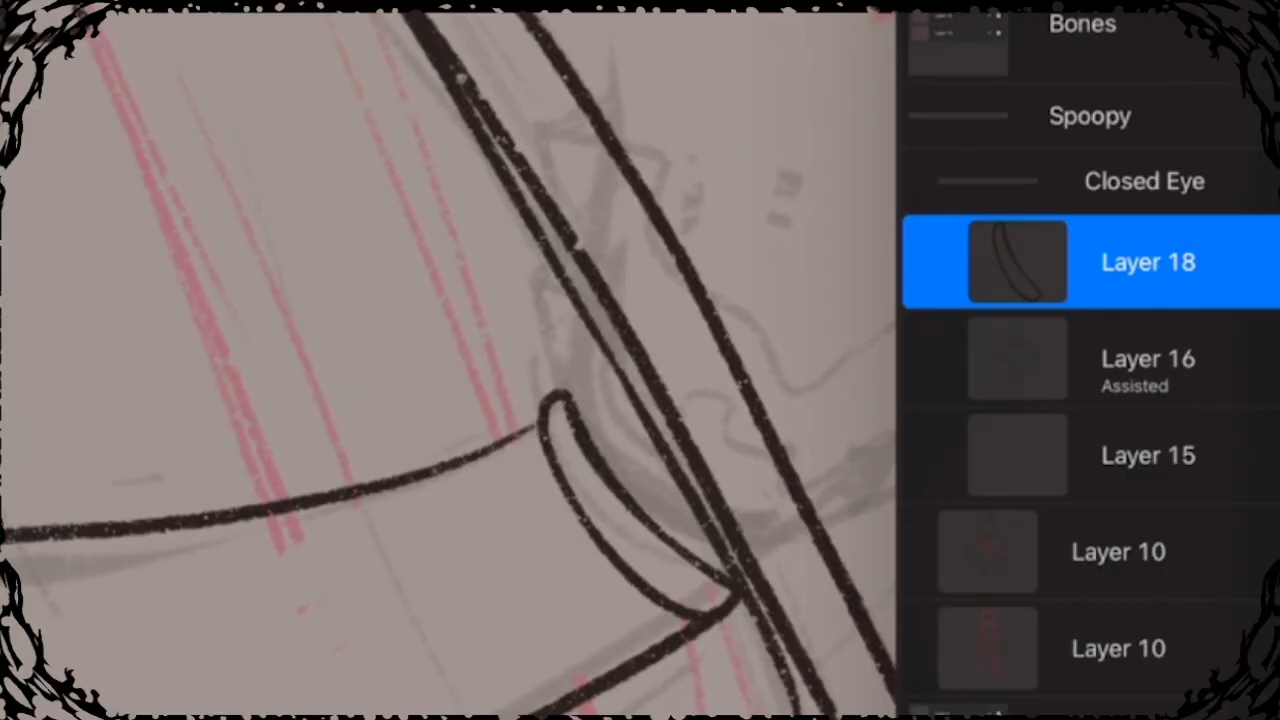 Bones
Spoopy
Closed Eye
Layer 18
Layer 16
Assisted
Layer 15
Layer 10
Layer 10